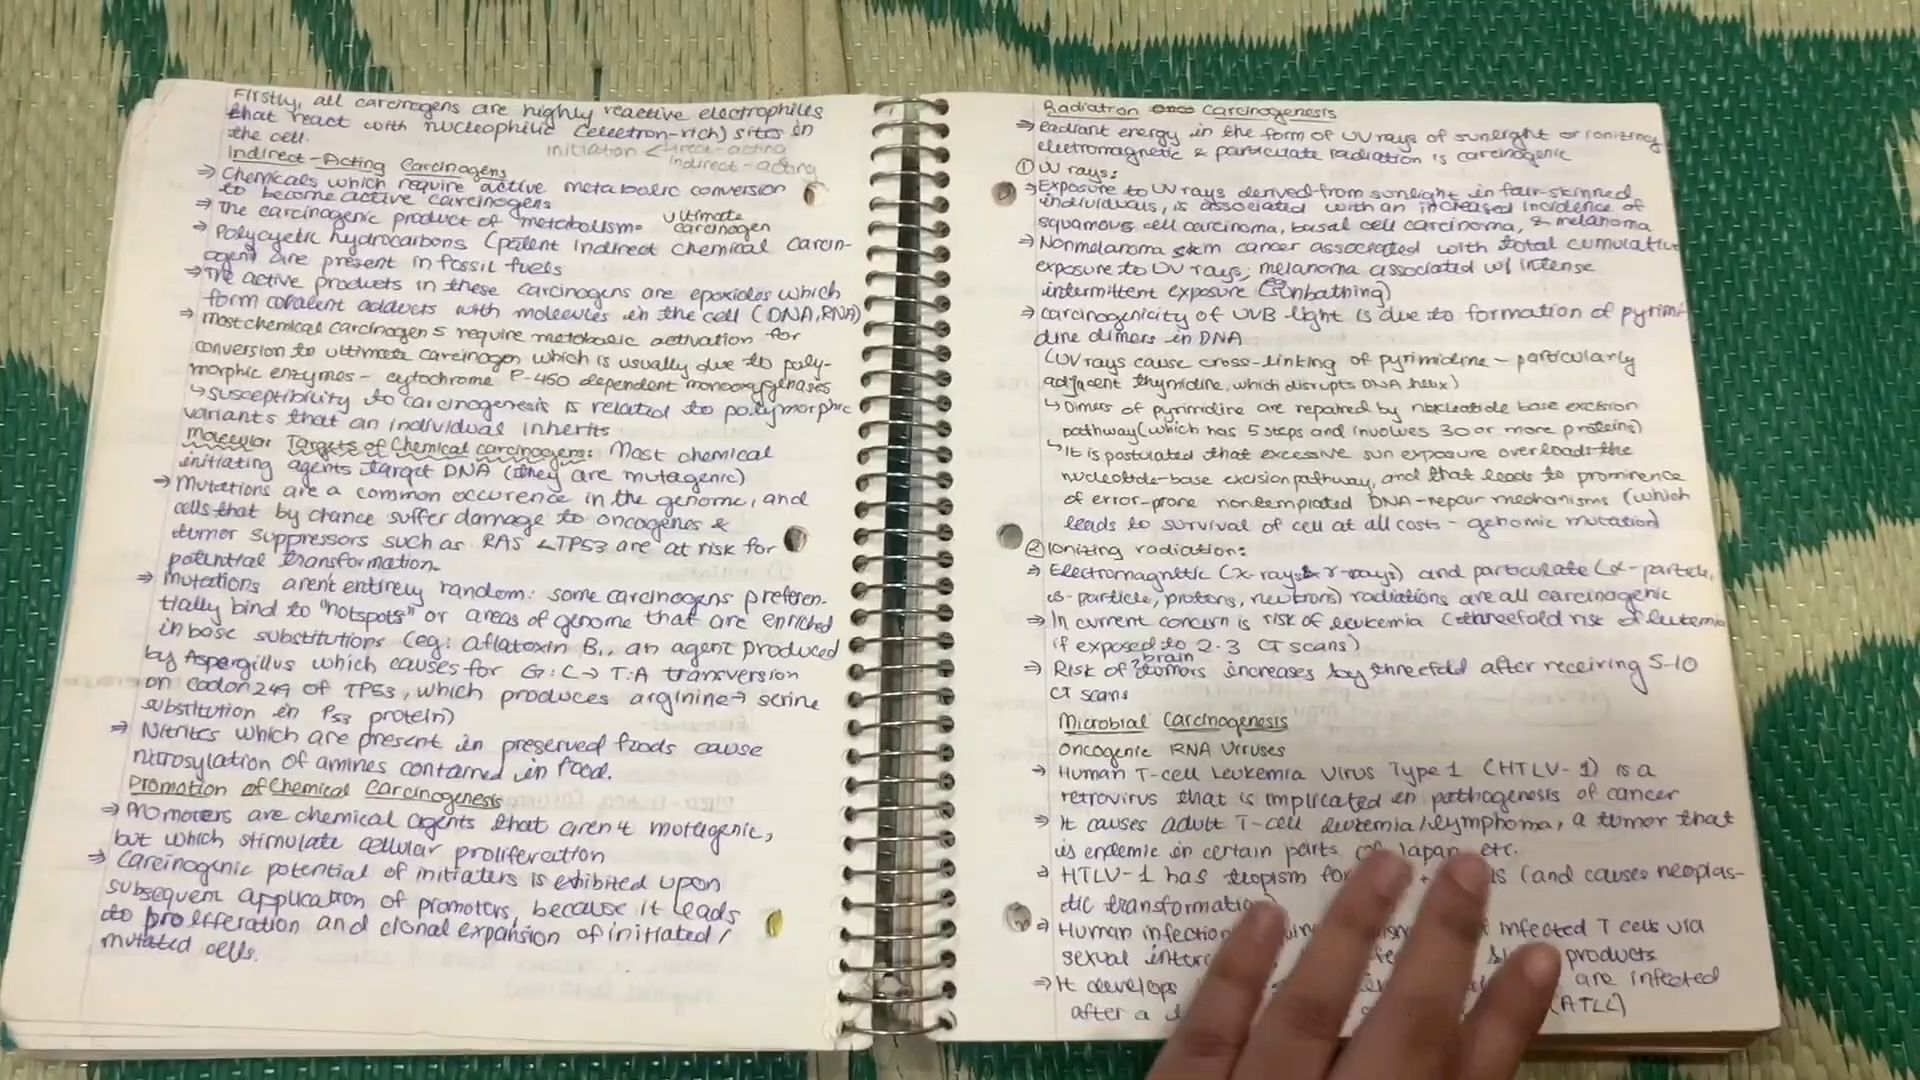 Firstly, all carcinogens are highly reactive electrophiles
that react with nucleophilic (electron-rich) sites in
the cell.
initiation < direct-acting
indirect-acting
Indirect-Acting Carcinogens
⇒ Chemicals which require active metabolic conversion
to become active carcinogens
⇒ The carcinogenic product of metabolism = ultimate
carcinogen
⇒ Polycyclic hydrocarbons (potent indirect chemical carcin-
ogen) are present in fossil fuels
⇒ The active products in these carcinogens are epoxides which
form covalent adducts with molecules in the cell (DNA, RNA)
⇒ Most chemical carcinogens require metabolic activation for
conversion to ultimate carcinogen which is usually due to poly-
morphic enzymes - cytochrome P-450 dependent monooxygenases
↳ susceptibility to carcinogenesis is related to polymorphic
variants that an individual inherits
Molecular Targets of Chemical carcinogens: Most chemical
initiating agents target DNA (they are mutagenic)
⇒ Mutations are a common occurence in the genome, and
cells that by chance suffer damage to oncogenes &
tumor suppressors such as RAS & TP53 are at risk for
potential transformation.
⇒ Mutations aren't entirely random: some carcinogens preferen-
tially bind to "hotspots" or areas of genome that are enriched
in base substitutions (eg: aflatoxin B1, an agent produced
by Aspergillus which causes for G:C → T:A transversion
on codon 249 of TP53, which produces arginine → serine
substitution in P53 protein)
⇒ Nitrites which are present in preserved foods cause
nitrosylation of amines contained in food.
Promotion of Chemical Carcinogenesis
⇒ Promoters are chemical agents that aren't mutagenic,
but which stimulate cellular proliferation
⇒ Carcinogenic potential of initiators is exhibited upon
subsequent application of promotors, because it leads
to proliferation and clonal expansion of initiated/
mutated cells.
Radiation Carcinogenesis
⇒ Radiant energy in the form of UV rays of sunlight or ionizing
electromagnetic & particulate radiation is carcinogenic
① UV rays:
⇒ Exposure to UV rays derived from sunlight in fair-skinned
individuals, is associated with an increased incidence of
squamous cell carcinoma, basal cell carcinoma, & melanoma
⇒ Nonmelanoma skin cancer associated with total cumulative
exposure to UV rays; melanoma associated w/ intense
intermittent exposure (sunbathing)
⇒ carcinogenicity of UVB light is due to formation of pyrimi-
dine dimers in DNA
(UV rays cause cross-linking of pyrimidine - particularly
adjacent thymidine, which disrupts DNA helix)
↳ Dimers of pyrimidine are repaired by nucleotide base excision
pathway (which has 5 steps and involves 30 or more proteins)
↳ It is postulated that excessive sun exposure overloads the
nucleotide-base excision pathway, and that leads to prominence
of error-prone nontemplated DNA-repair mechanisms (which
leads to survival of cell at all costs - genomic mutation)
② Ionizing radiation:
⇒ Electromagnetic (x-rays & γ-rays) and particulate (α-particle,
β-particle, protons, neutrons) radiations are all carcinogenic
⇒ In current concern is risk of leukemia (threefold risk of leukemia
if exposed to 2-3 CT scans)
⇒ Risk of brain tumors increases by threefold after receiving 5-10
CT scans
Microbial Carcinogenesis
Oncogenic RNA Viruses
⇒ Human T-cell Leukemia Virus Type 1 (HTLV-1) is a
retrovirus that is implicated in pathogenesis of cancer
⇒ It causes adult T-cell leukemia/lymphoma, a tumor that
is endemic in certain parts of Japan etc.
⇒ HTLV-1 has tropism for (and causes neoplas-
tic transformation)
⇒ Human infection infected T cells via
sexual products
⇒ It develops are infected
after a (ATLL)